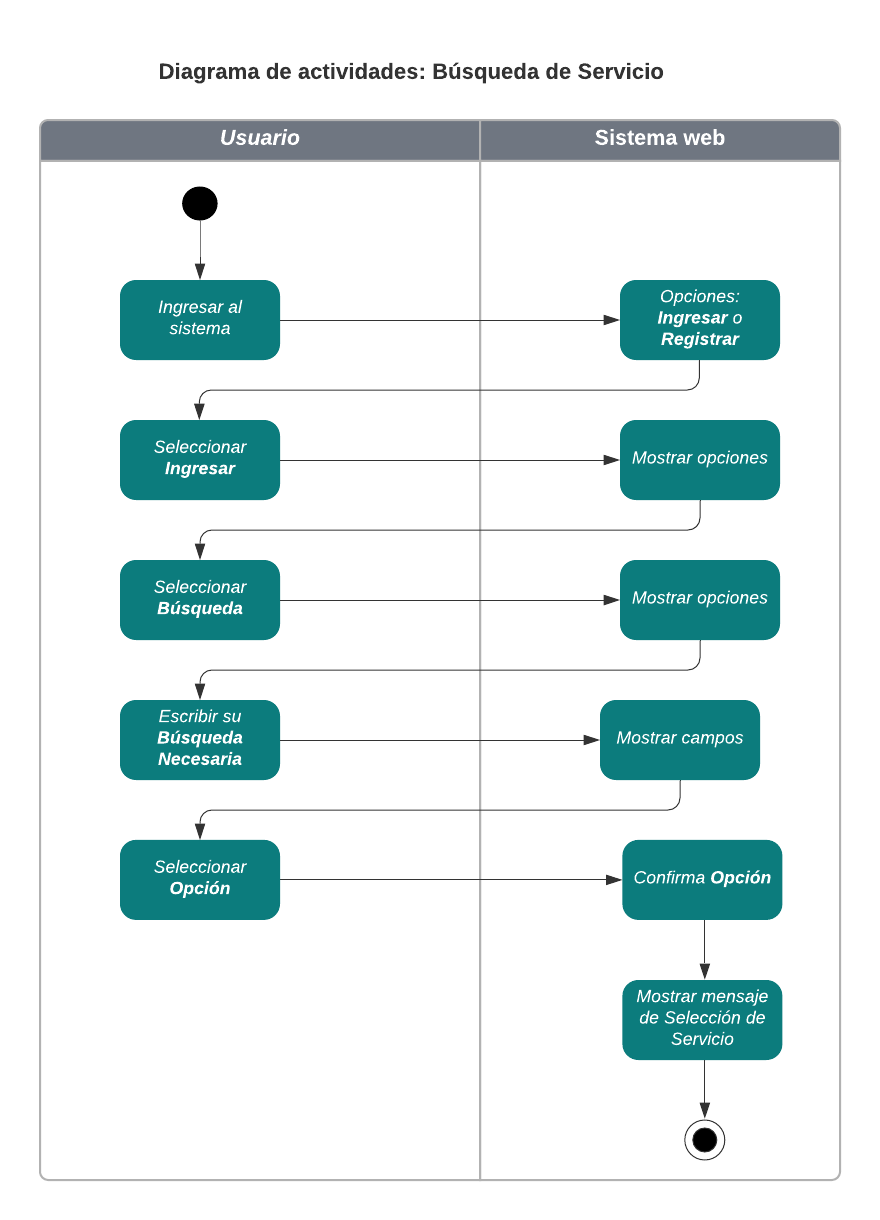 Diagrama de actividades: Búsqueda de Servicio
Usuario
Sistema web
Ingresar al
sistema
Opciones:
Ingresar o
Registrar
Seleccionar
Ingresar
Mostrar opciones
Seleccionar
Búsqueda
Mostrar opciones
Escribir su
Búsqueda
Necesaria
Mostrar campos
Seleccionar
Opción
Confirma Opción
Mostrar mensaje
de Selección de
Servicio